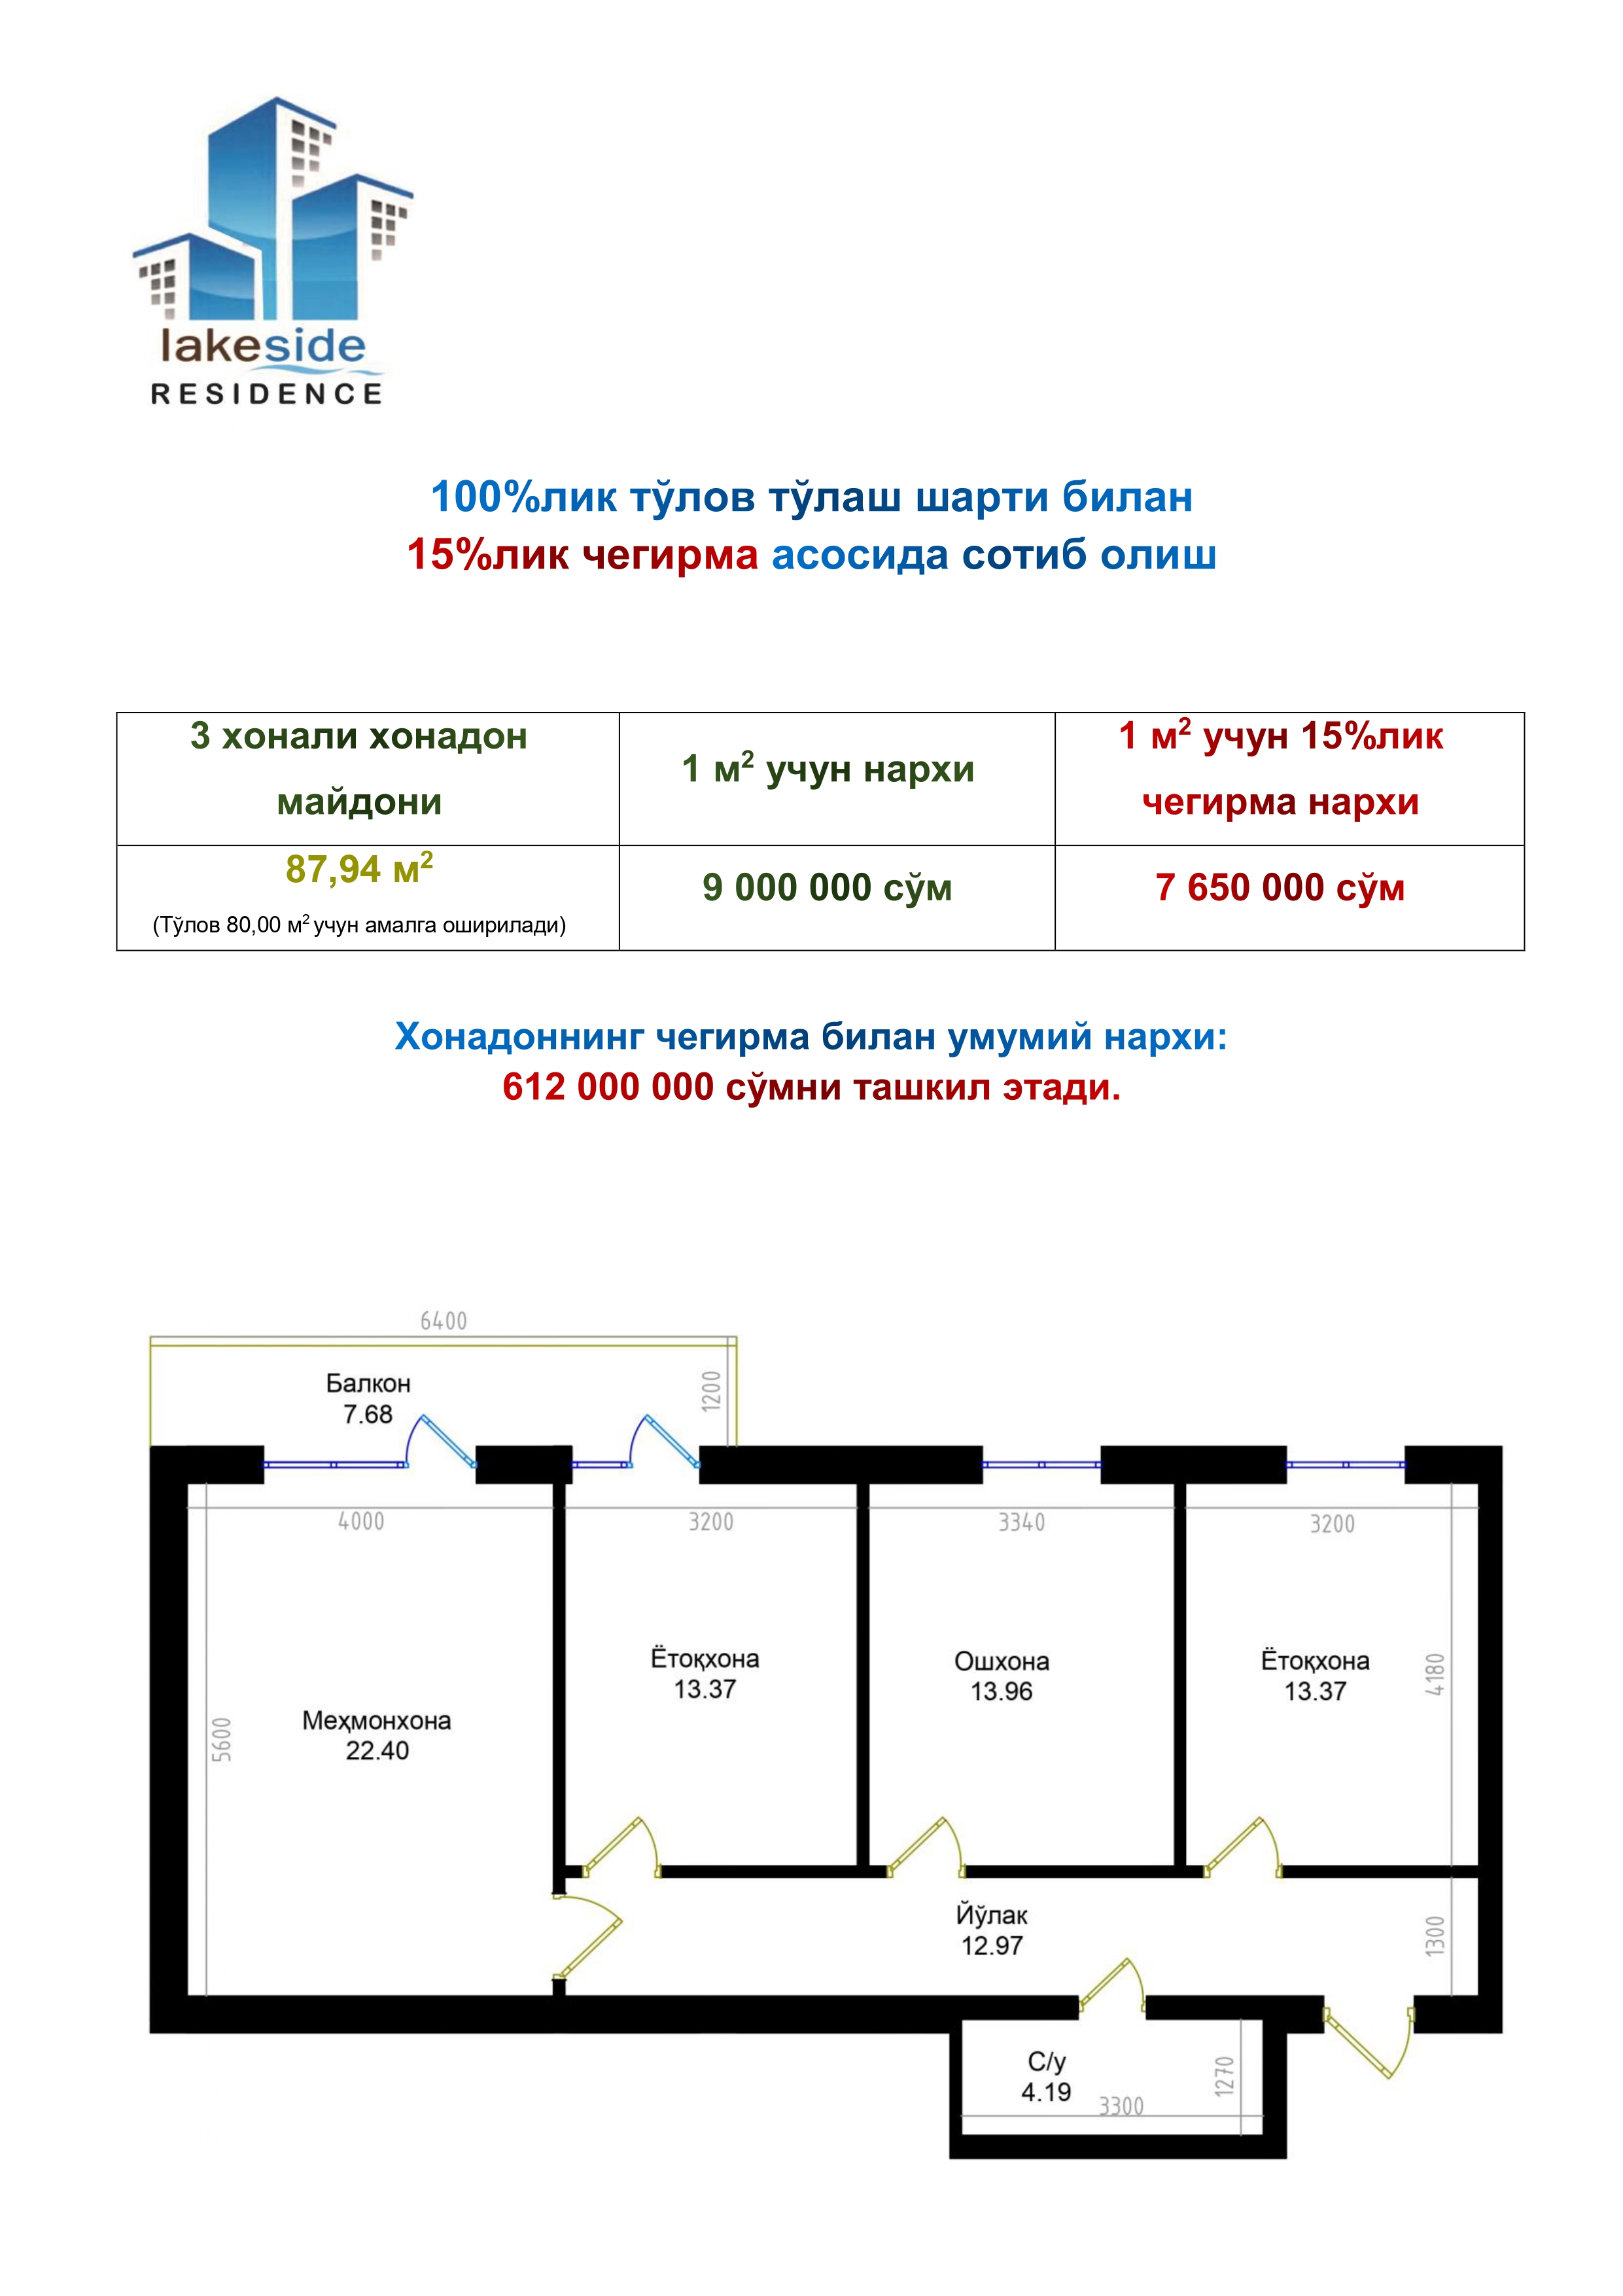 lakeside
RESIDENCE
100%лик тўлов тўлаш шарти билан
15%лик чегирма асосида сотиб олиш
3 хонали хонадон
майдони
1 м² учун нархи
1 м² учун 15%лик
чегирма нархи
87,94 м²
(Тўлов 80,00 м² учун амалга оширилади)
9 000 000 сўм
7 650 000 сўм
Хонадоннинг чегирма билан умумий нархи:
612 000 000 сўмни ташкил этади.
6400
Балкон
7.68
1200
4000
3200
3340
3200
Ётоқхона
13.37
Ошхона
13.96
Ётоқхона
13.37
4180
Меҳмонхона
22.40
5600
Йўлак
12.97
1300
С/у
4.19
3300
1270